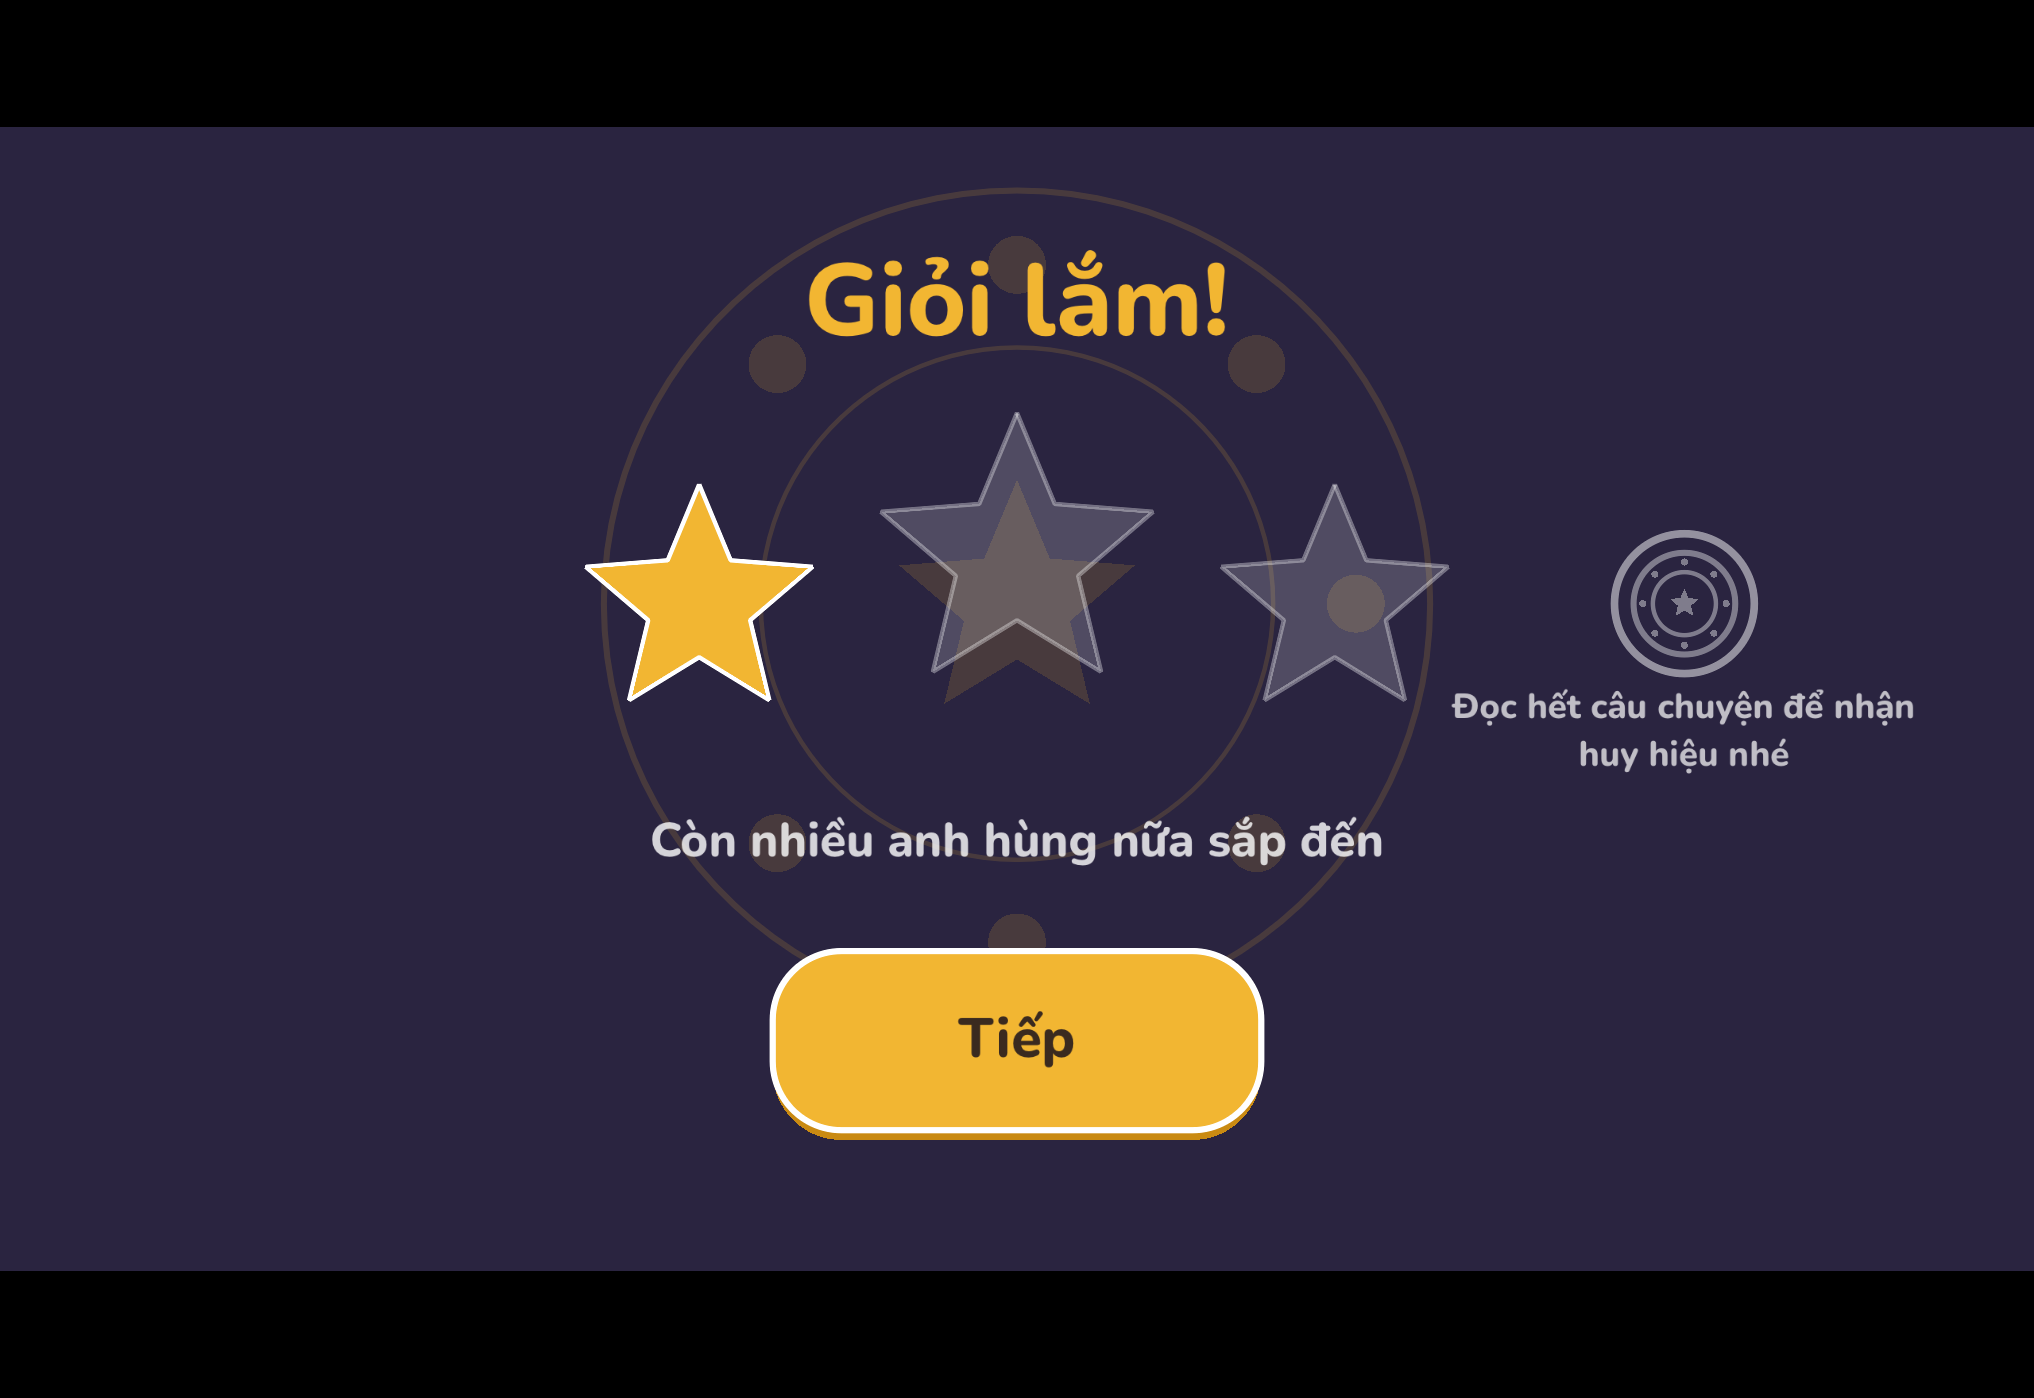 Giỏi lắm!
Đọc hết câu chuyện để nhận
huy hiệu nhé
Còn nhiều anh hùng nữa sắp đến
Tiếp